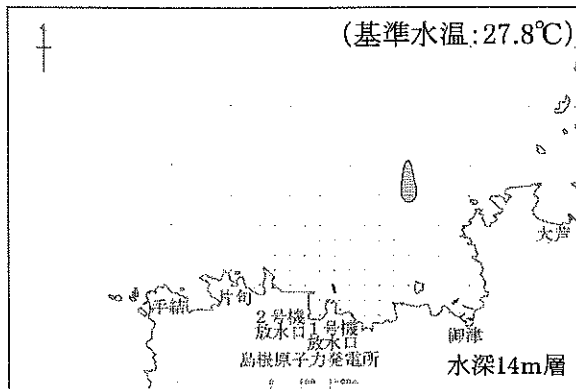 (基準水温:27.8℃)
大芦
平結
片句
2号機
放水口
1号機
放水口
御津
島根原子力発電所
水深14m層